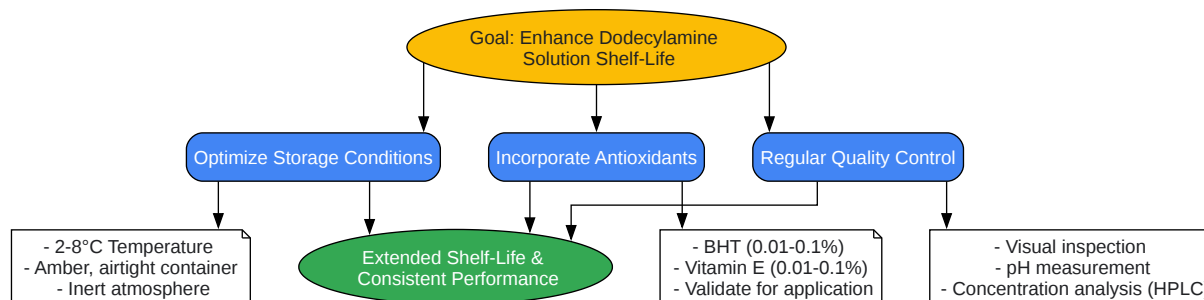 Goal: Enhance Dodecylamine
Solution Shelf-Life
Optimize Storage Conditions
Incorporate Antioxidants
Regular Quality Control
- 2-8°C Temperature
- Amber, airtight container
- Inert atmosphere
Extended Shelf-Life &
Consistent Performance
- BHT (0.01-0.1%)
- Vitamin E (0.01-0.1%)
- Validate for application
- Visual inspection
- pH measurement
- Concentration analysis (HPLC